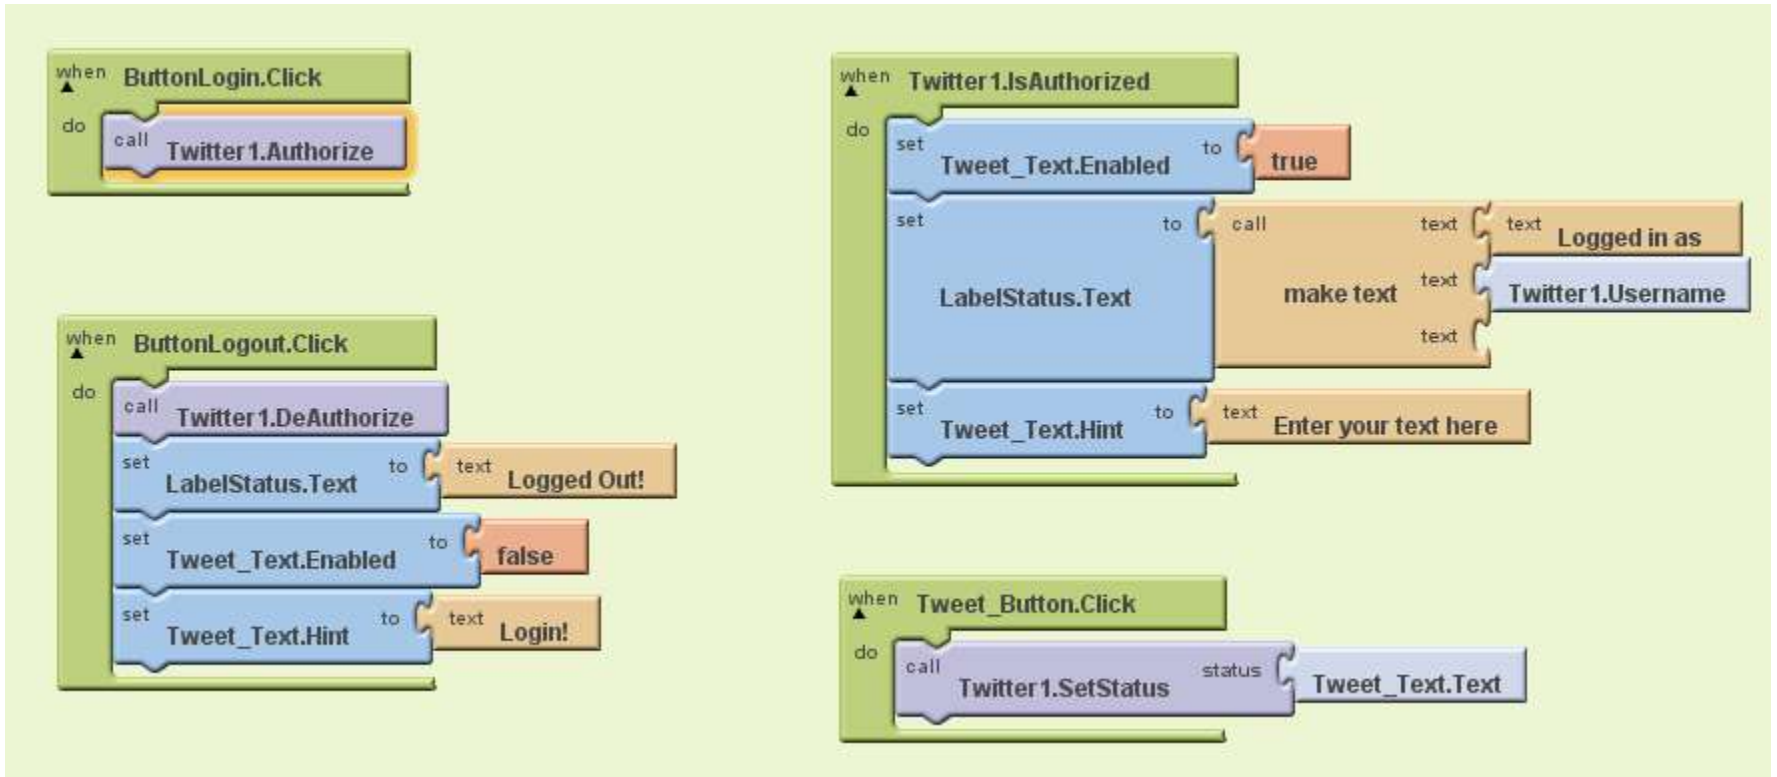 when ButtonLogin.Click
do
call Twitter1.Authorize
when ButtonLogout.Click
do
call Twitter1.DeAuthorize
set LabelStatus.Text to text Logged Out!
set Tweet_Text.Enabled to false
set Tweet_Text.Hint to text Login!
when Twitter1.IsAuthorized
do
set Tweet_Text.Enabled to true
set LabelStatus.Text to call make text
text text Logged in as
text Twitter1.Username
text
set Tweet_Text.Hint to text Enter your text here
when Tweet_Button.Click
do
call Twitter1.SetStatus status Tweet_Text.Text